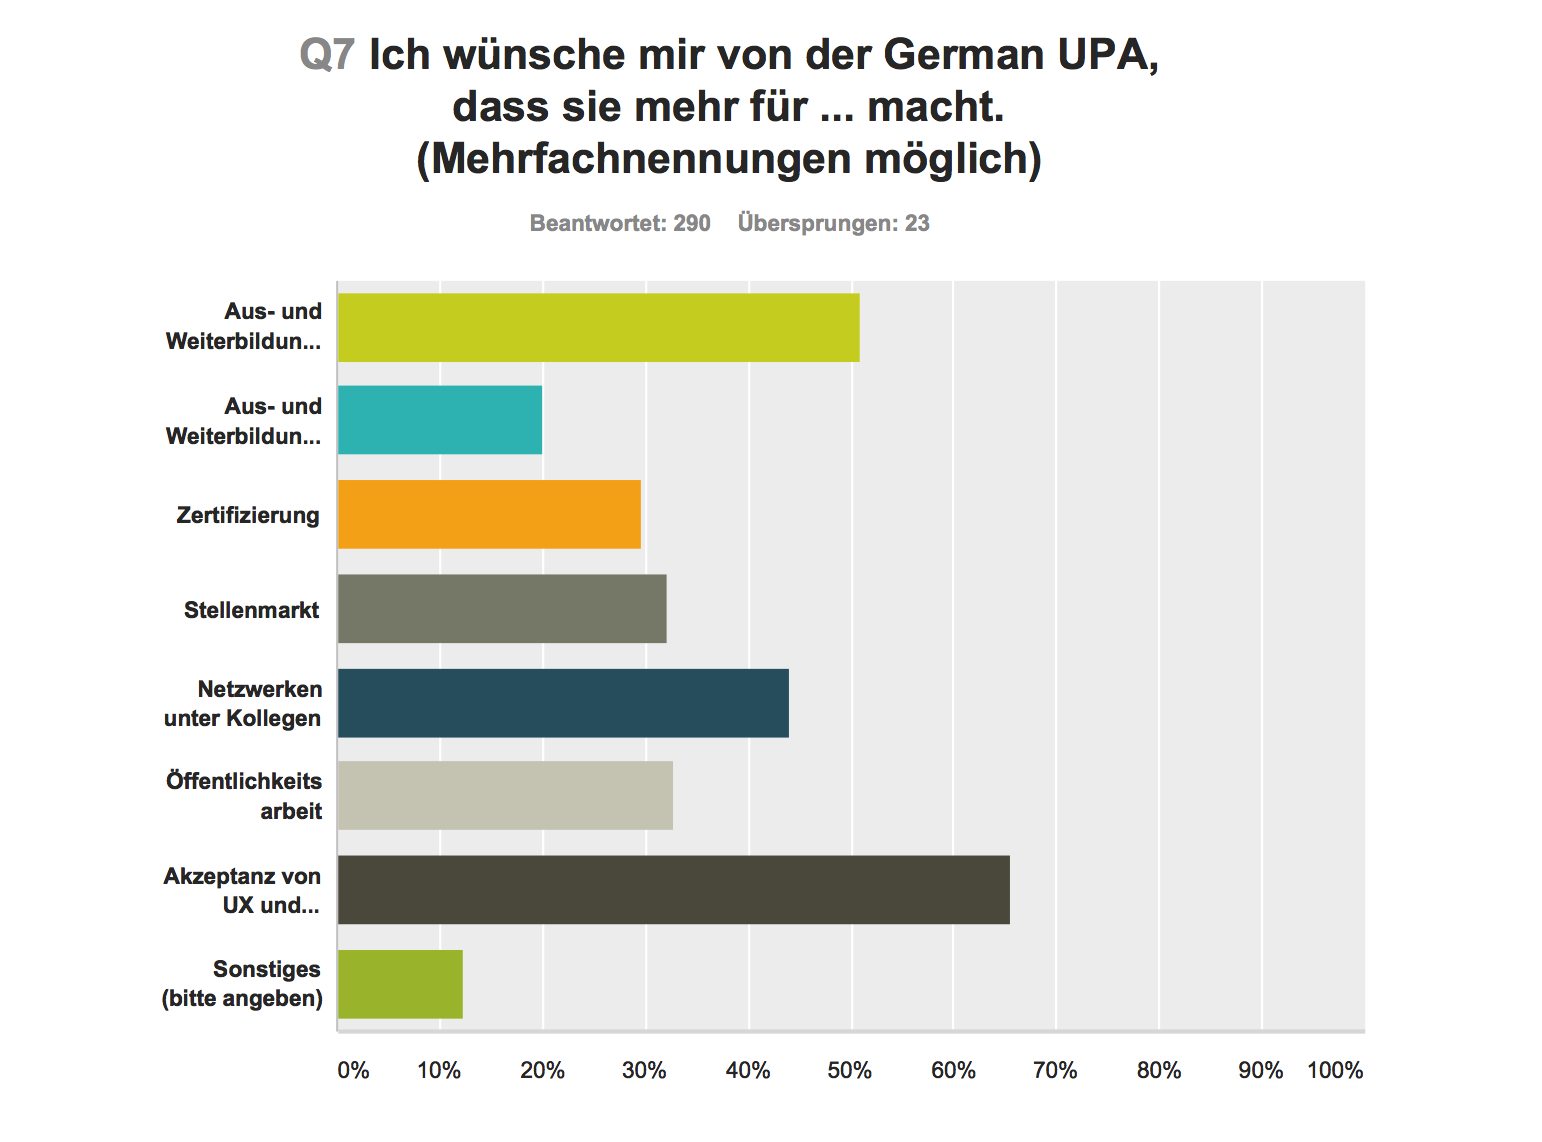 Q7 Ich wünsche mir von der German UPA,
dass sie mehr für ... macht.
(Mehrfachnennungen möglich)
Beantwortet: 290 Übersprungen: 23
Aus- und
Weiterbildun...
Aus- und
Weiterbildun...
Zertifizierung
Stellenmarkt
Netzwerken
unter Kollegen
Öffentlichkeits
arbeit
Akzeptanz von
UX und...
Sonstiges
(bitte angeben)
0% 10% 20% 30% 40% 50% 60% 70% 80% 90% 100%